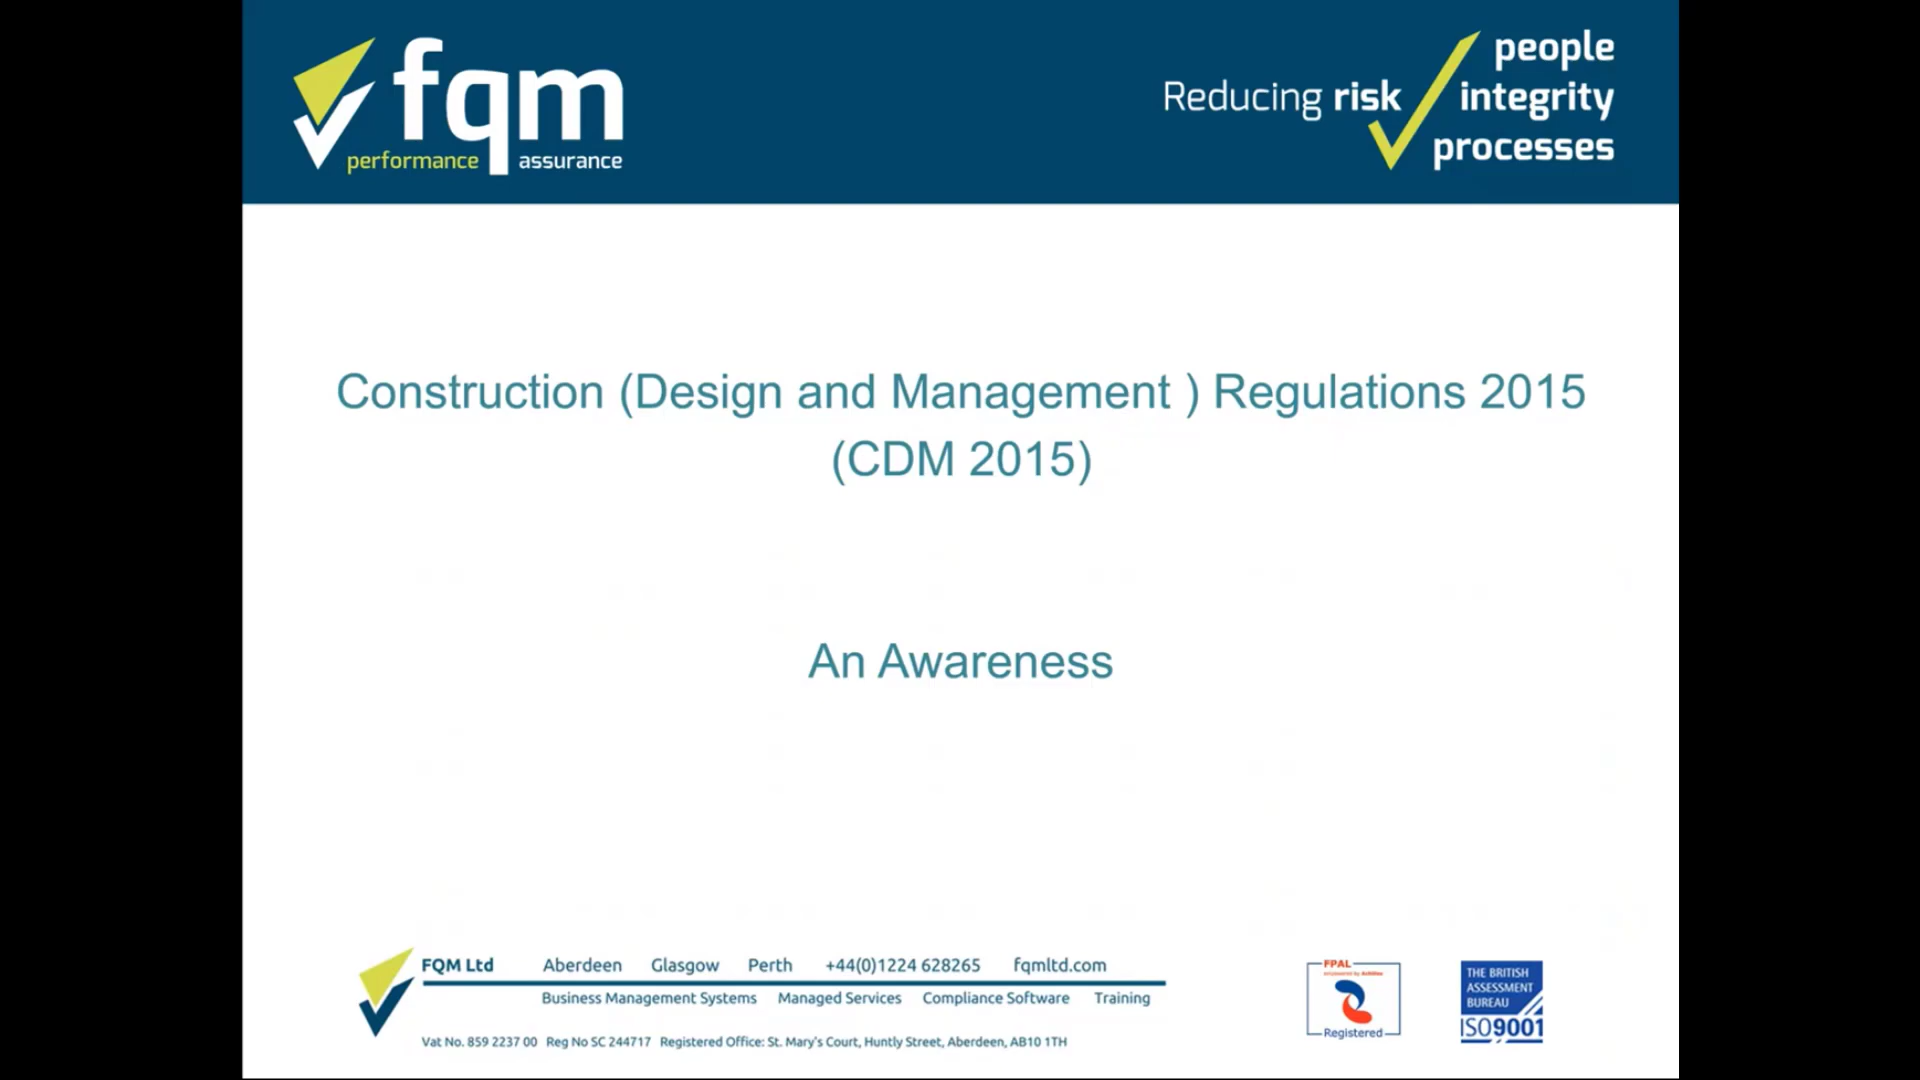 fqm
performance assurance
Reducing risk
people
integrity
processes
Construction (Design and Management ) Regulations 2015
(CDM 2015)
An Awareness
FQM Ltd Aberdeen Glasgow Perth +44(0)1224 628265 fqmltd.com
Business Management Systems Managed Services Compliance Software Training
Vat No. 859 2237 00 Reg No SC 244717 Registered Office: St. Mary's Court, Huntly Street, Aberdeen, AB10 1TH
FPAL
Registered
THE BRITISH
ASSESSMENT
BUREAU
ISO9001